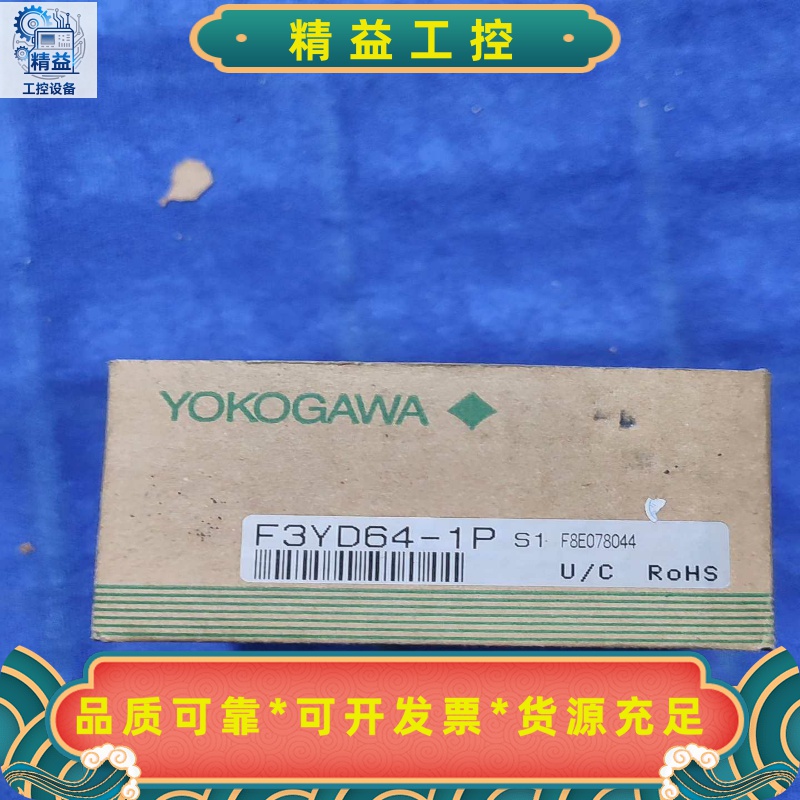 精益
工控设备
精益工控
YOKOGAWA
F3YD64-1P S1 F8E078044
U/C RoHS
品质可靠*可开发票*货源充足